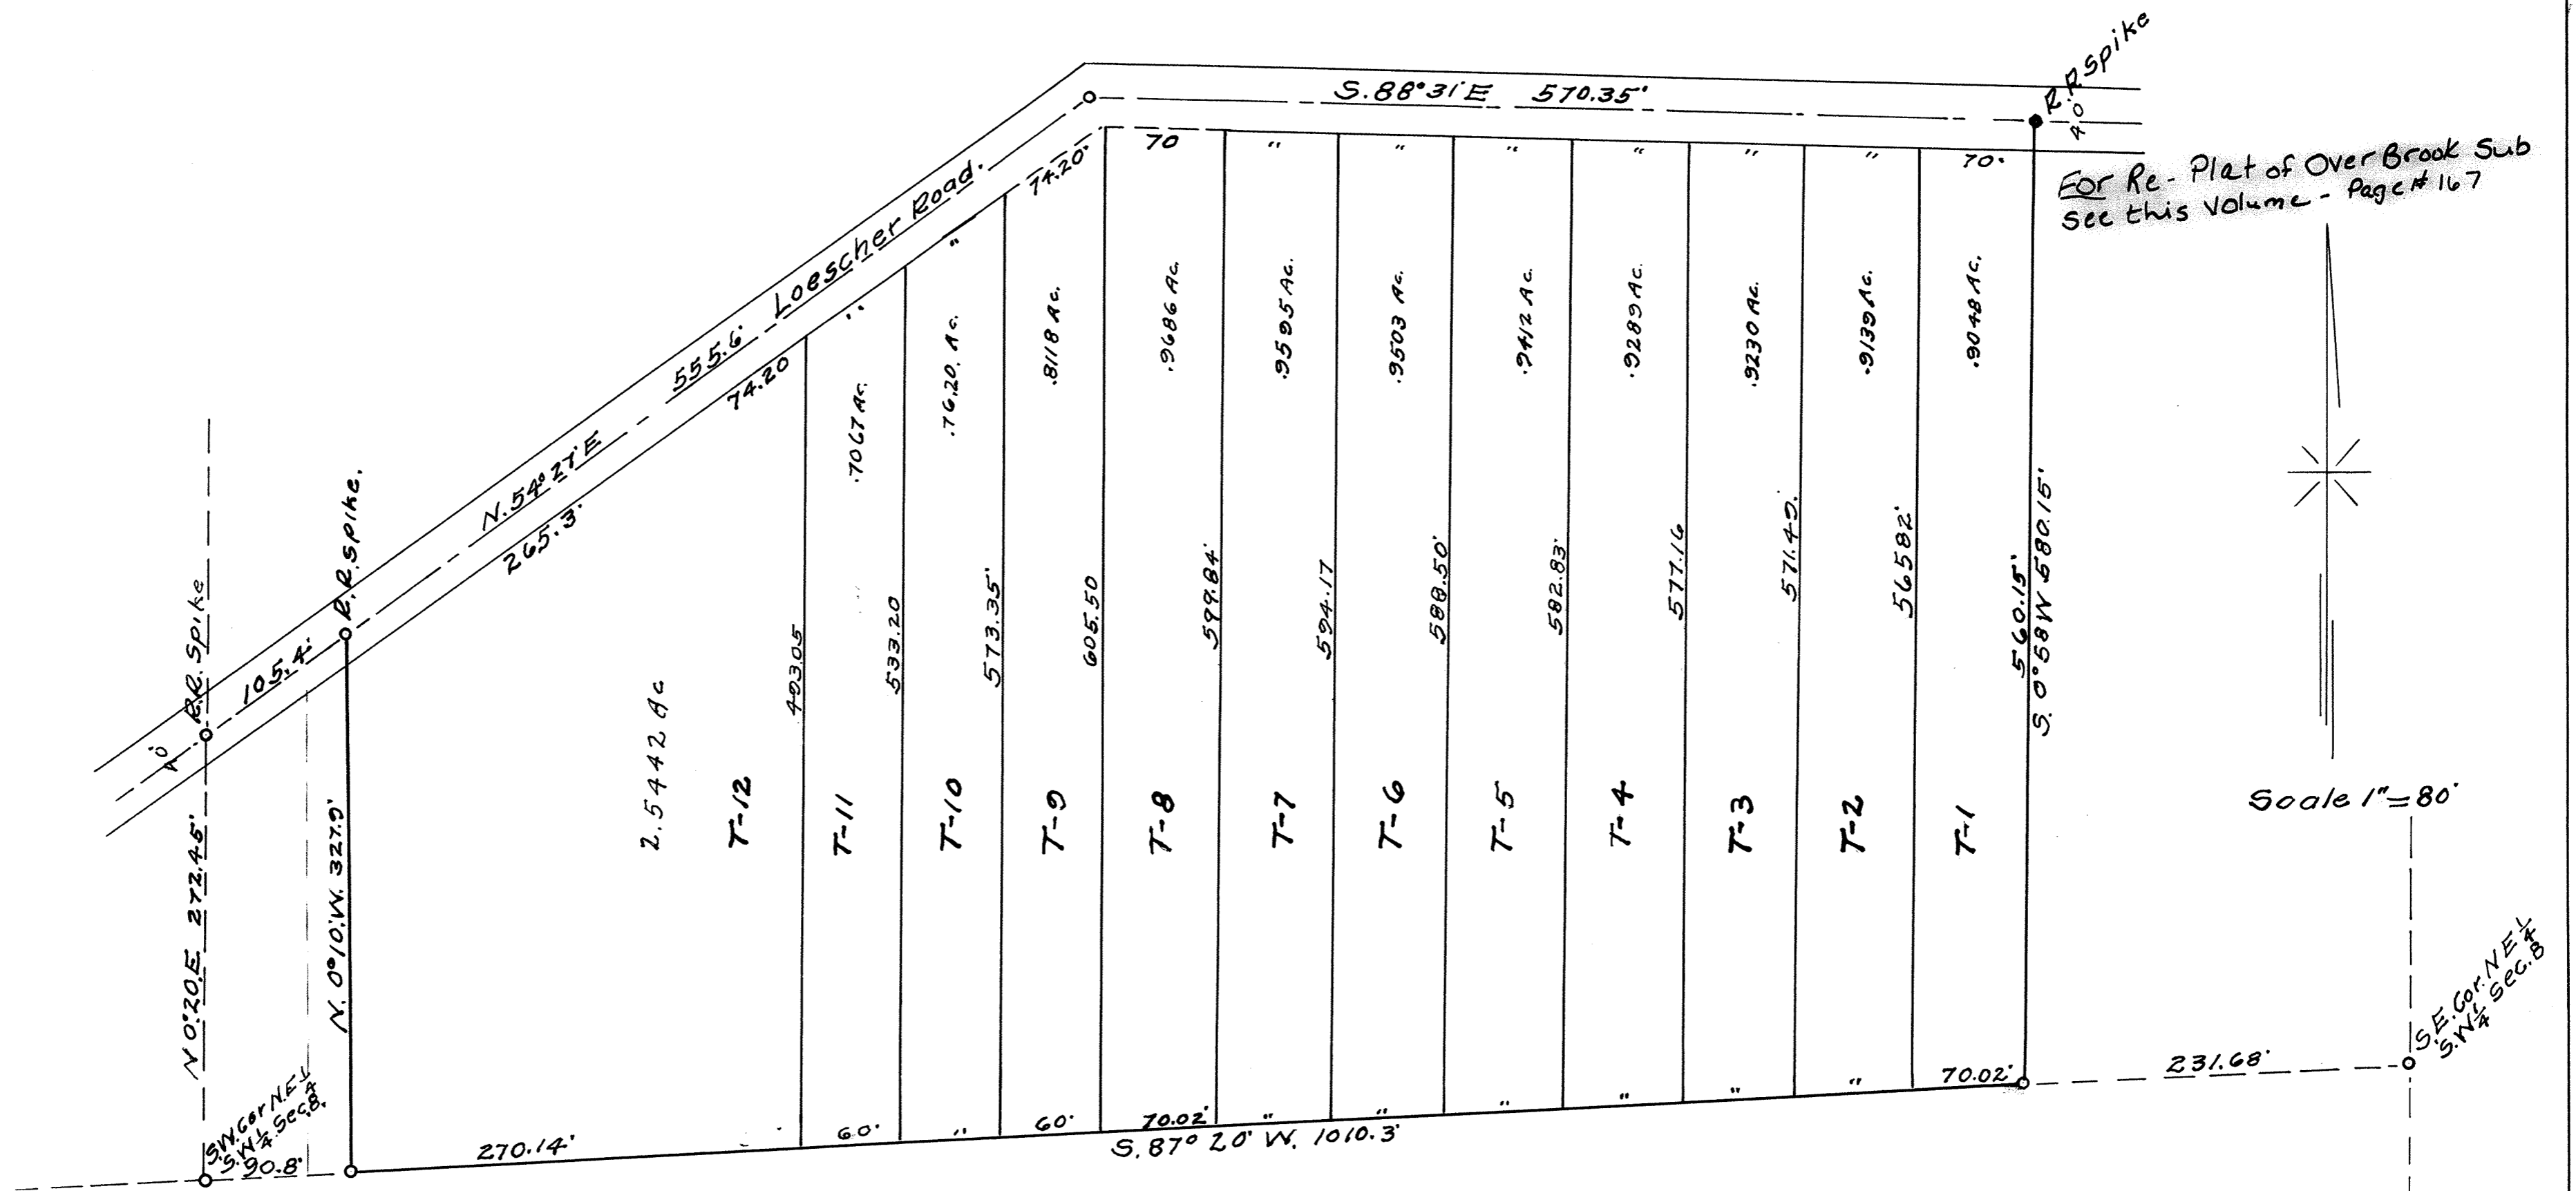 R.R. Spike
S. 88° 31' E 570.35'
40
For Re-Plat of Over Brook Sub
See this Volume - Page # 167
70 " " " " " " 70.
74.20'
Loescher Road.
"
"
555.6'
74.20
N. 54° 27' E
265.3'
R.R. Spike.
105.4'
R.R. Spike
40
.7067 Ac.
.76,20, Ac.
.8118 Ac.
.9686 Ac.
.9595 Ac.
.9503 Ac.
.9412 Ac.
.9289 Ac.
.9230 Ac.
.9139 Ac.
.9048 Ac.
493.05
533.20
573.35'
605.50
599.84'
594.17
588.50'
582.83'
577.16
571.49.
565 82'
560.15'
S. 0° 58 W 580.15'
2.5442 Ac
T-12
T-11
T-10
T-9
T-8
T-7
T-6
T-5
T-4
T-3
T-2
T-1
Scale 1" = 80'
N 0° 20. E 272.45'
N. 0° 10' W. 327.9'
S.W. Cor N.E 1/4
S.W 1/4. Sec. 8.
90.8'
270.14'
60' " 60' 70.02' " " " " " " 70.02'
S. 87° 20' W. 1010.3'
231.68'
S.E. Cor. N E 1/4
S.W 1/4 Sec. 8